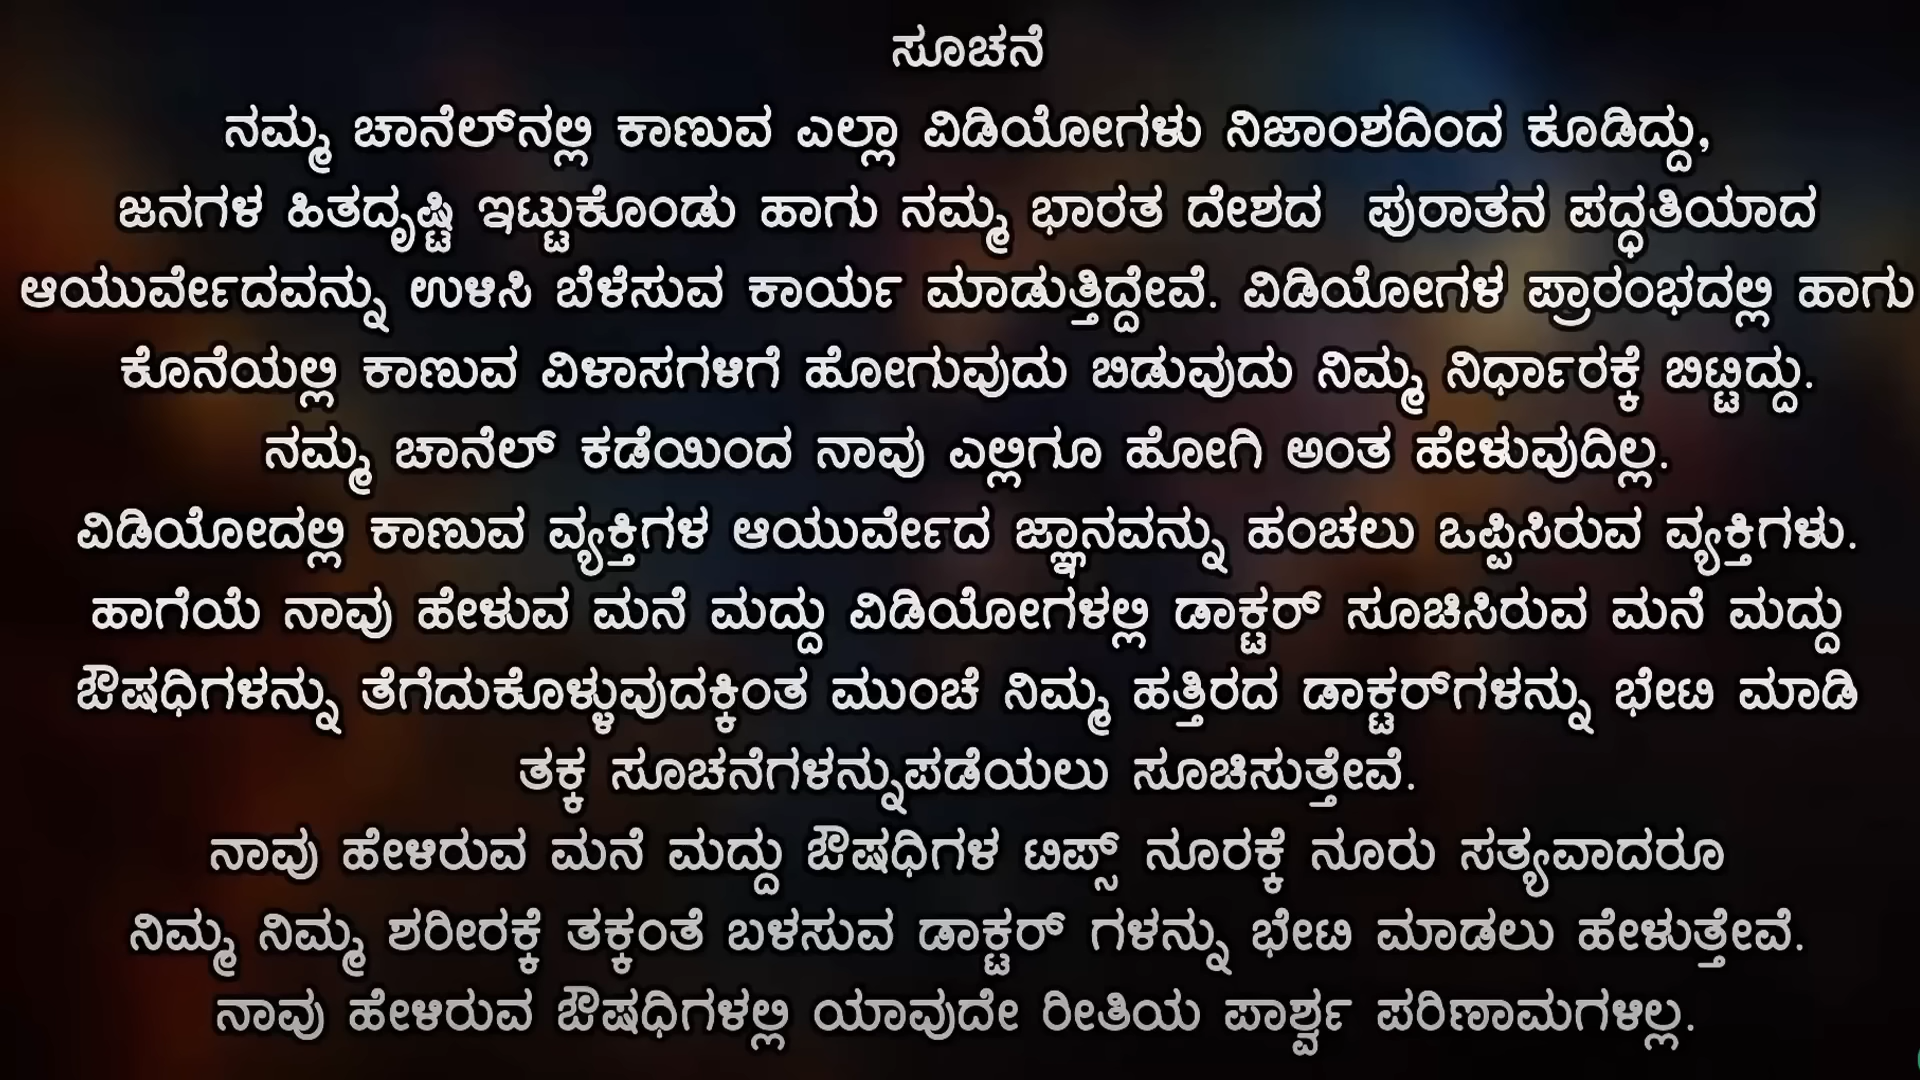 ಸೂಚನೆ
ನಮ್ಮ ಚಾನೆಲ್‌ನಲ್ಲಿ ಕಾಣುವ ಎಲ್ಲಾ ವಿಡಿಯೋಗಳು ನಿಜಾಂಶದಿಂದ ಕೂಡಿದ್ದು,
ಜನಗಳ ಹಿತದೃಷ್ಟಿ ಇಟ್ಟುಕೊಂಡು ಹಾಗು ನಮ್ಮ ಭಾರತ ದೇಶದ ಪುರಾತನ ಪದ್ಧತಿಯಾದ
ಆಯುರ್ವೇದವನ್ನು ಉಳಿಸಿ ಬೆಳೆಸುವ ಕಾರ್ಯ ಮಾಡುತ್ತಿದ್ದೇವೆ. ವಿಡಿಯೋಗಳ ಪ್ರಾರಂಭದಲ್ಲಿ ಹಾಗು
ಕೊನೆಯಲ್ಲಿ ಕಾಣುವ ವಿಳಾಸಗಳಿಗೆ ಹೋಗುವುದು ಬಿಡುವುದು ನಿಮ್ಮ ನಿರ್ಧಾರಕ್ಕೆ ಬಿಟ್ಟಿದ್ದು.
ನಮ್ಮ ಚಾನೆಲ್ ಕಡೆಯಿಂದ ನಾವು ಎಲ್ಲಿಗೂ ಹೋಗಿ ಅಂತ ಹೇಳುವುದಿಲ್ಲ.
ವಿಡಿಯೋದಲ್ಲಿ ಕಾಣುವ ವ್ಯಕ್ತಿಗಳ ಆಯುರ್ವೇದ ಜ್ಞಾನವನ್ನು ಹಂಚಲು ಒಪ್ಪಿಸಿರುವ ವ್ಯಕ್ತಿಗಳು.
ಹಾಗೆಯೆ ನಾವು ಹೇಳುವ ಮನೆ ಮದ್ದು ವಿಡಿಯೋಗಳಲ್ಲಿ ಡಾಕ್ಟರ್ ಸೂಚಿಸಿರುವ ಮನೆ ಮದ್ದು
ಔಷಧಿಗಳನ್ನು ತೆಗೆದುಕೊಳ್ಳುವುದಕ್ಕಿಂತ ಮುಂಚೆ ನಿಮ್ಮ ಹತ್ತಿರದ ಡಾಕ್ಟರ್‌ಗಳನ್ನು ಭೇಟಿ ಮಾಡಿ
ತಕ್ಕ ಸೂಚನೆಗಳನ್ನುಪಡೆಯಲು ಸೂಚಿಸುತ್ತೇವೆ.
ನಾವು ಹೇಳಿರುವ ಮನೆ ಮದ್ದು ಔಷಧಿಗಳ ಟಿಪ್ಸ್ ನೂರಕ್ಕೆ ನೂರು ಸತ್ಯವಾದರೂ
ನಿಮ್ಮ ನಿಮ್ಮ ಶರೀರಕ್ಕೆ ತಕ್ಕಂತೆ ಬಳಸುವ ಡಾಕ್ಟರ್ ಗಳನ್ನು ಭೇಟಿ ಮಾಡಲು ಹೇಳುತ್ತೇವೆ.
ನಾವು ಹೇಳಿರುವ ಔಷಧಿಗಳಲ್ಲಿ ಯಾವುದೇ ರೀತಿಯ ಪಾರ್ಶ್ವ ಪರಿಣಾಮಗಳಿಲ್ಲ.